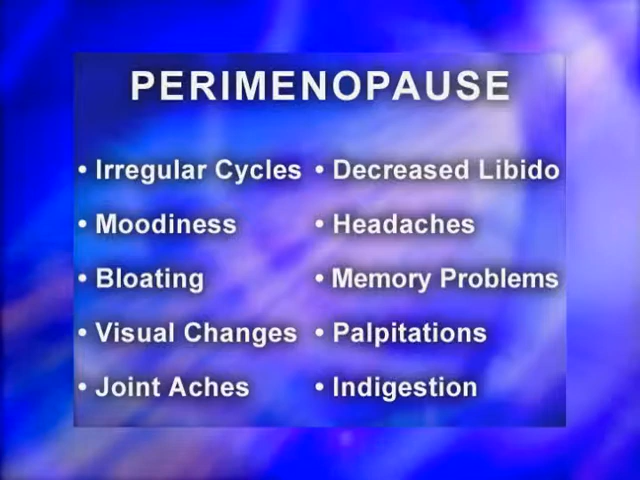 PERIMENOPAUSE
• Irregular Cycles
• Moodiness
• Bloating
• Visual Changes
• Joint Aches
• Decreased Libido
• Headaches
• Memory Problems
• Palpitations
• Indigestion